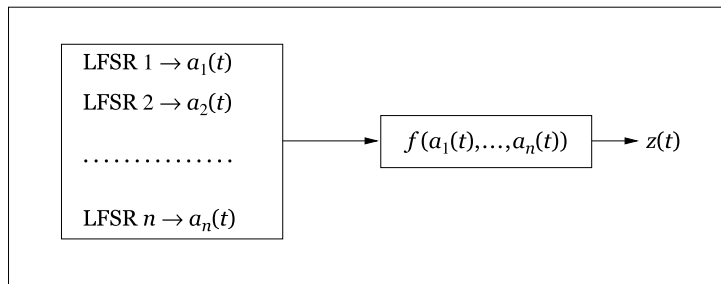 LFSR 1 → a₁(t)
LFSR 2 → a₂(t)
...............
LFSR n → aₙ(t)
f(a₁(t),...,aₙ(t))
z(t)